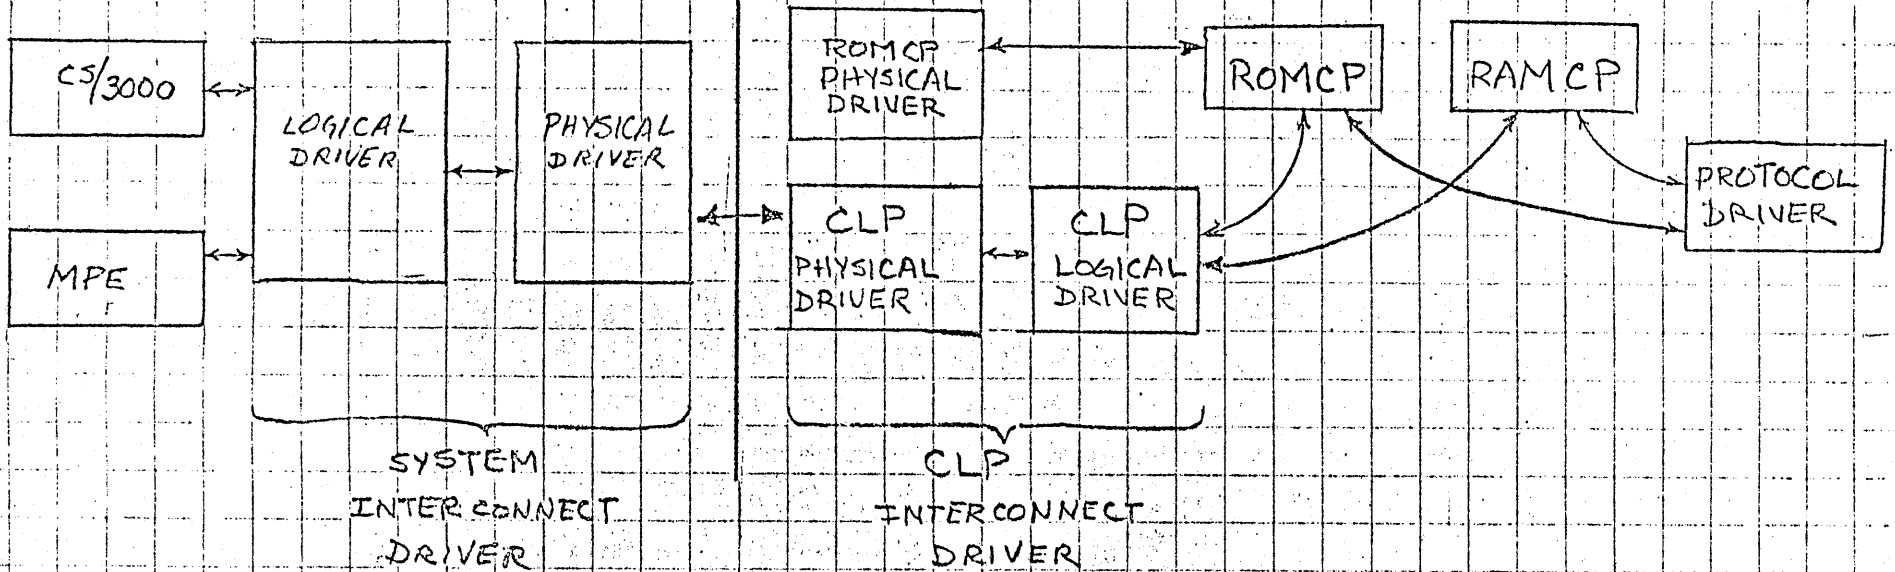 CS/3000
MPE
LOGICAL
DRIVER
PHYSICAL
DRIVER
SYSTEM
INTERCONNECT
DRIVER
ROMCP
PHYSICAL
DRIVER
CLP
PHYSICAL
DRIVER
CLP
LOGICAL
DRIVER
CLP
INTERCONNECT
DRIVER
ROMCP
RAMCP
PROTOCOL
DRIVER